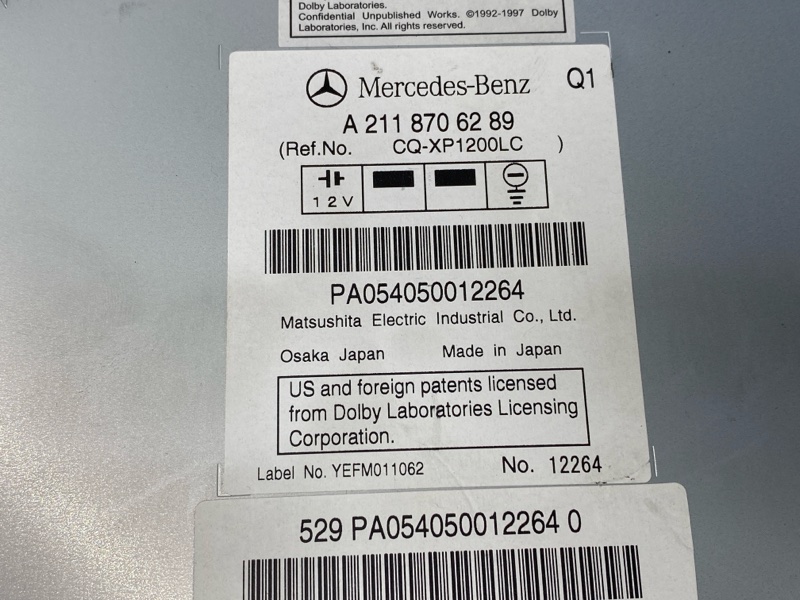 Dolby Laboratories.
Confidential Unpublished Works. ©1992-1997 Dolby
Laboratories, Inc. All rights reserved.
Mercedes-Benz Q1
A 211 870 62 89
(Ref.No. CQ-XP1200LC )
12V
PA054050012264
Matsushita Electric Industrial Co., Ltd.
Osaka Japan Made in Japan
US and foreign patents licensed
from Dolby Laboratories Licensing
Corporation.
Label No. YEFM011062 No. 12264
529 PA054050012264 0